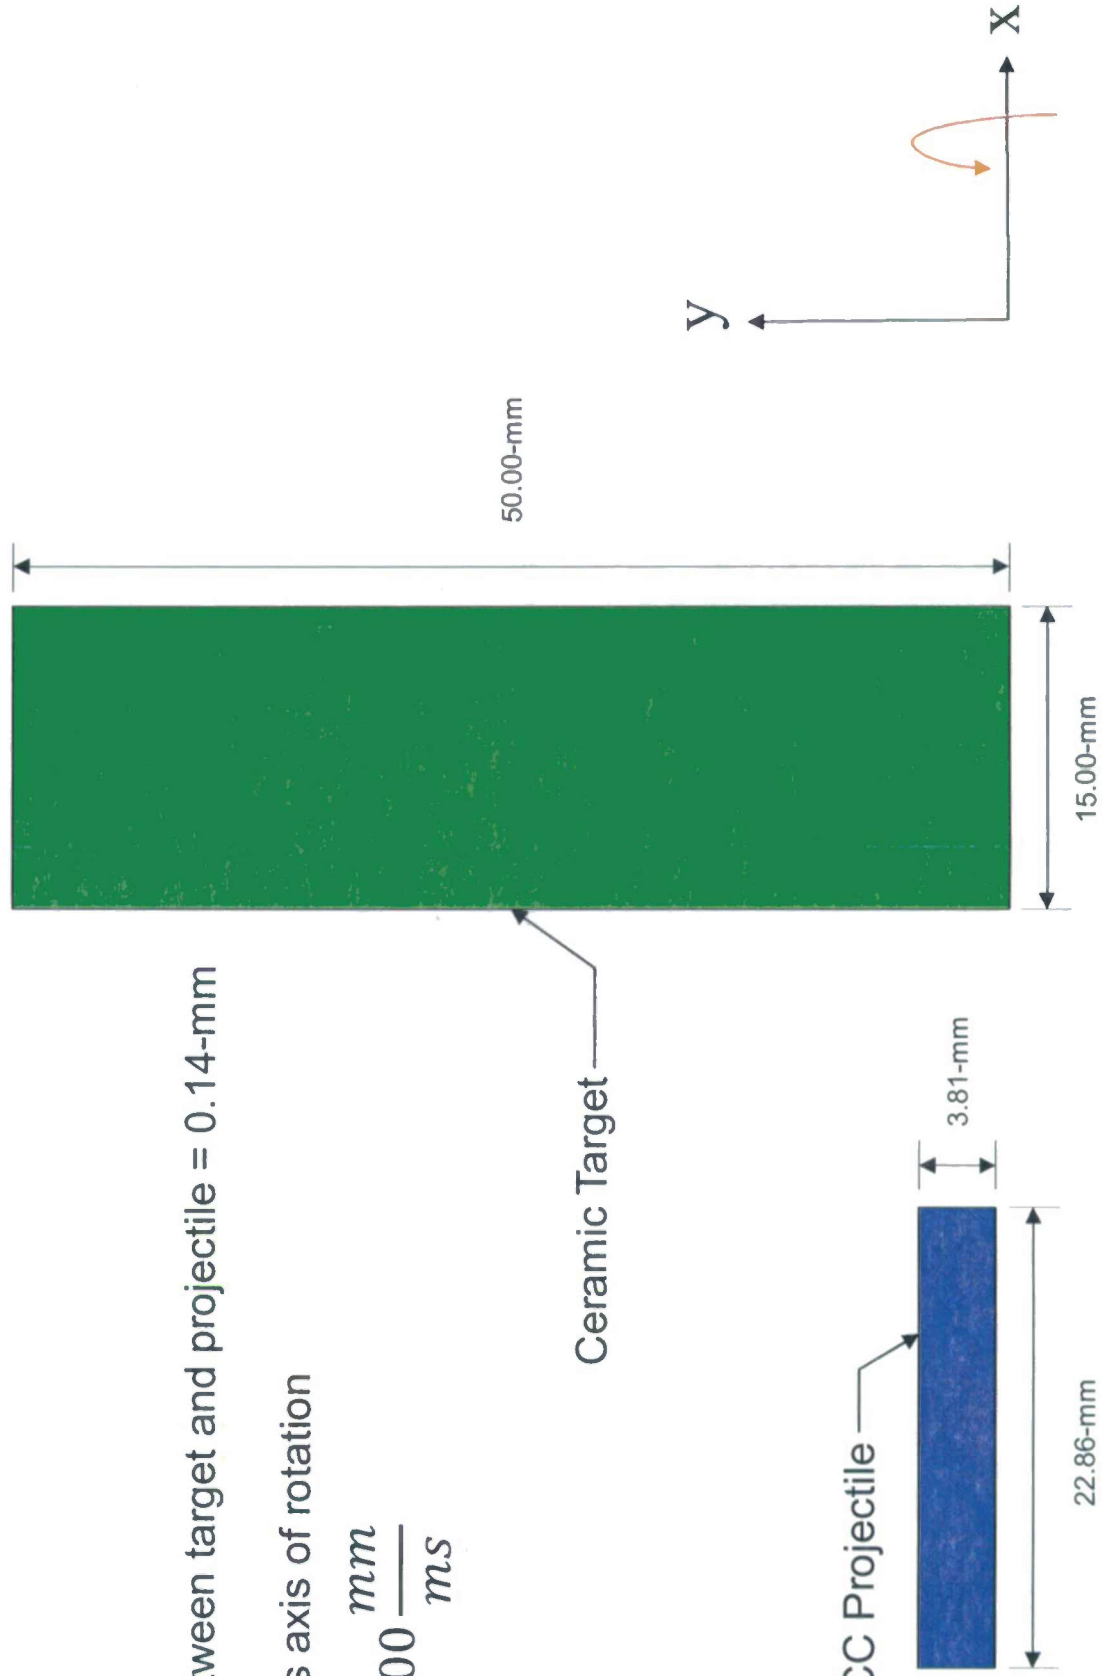 tween target and projectile = 0.14-mm
s axis of rotation
00 mm
ms
Ceramic Target
CC Projectile
50.00-mm
15.00-mm
3.81-mm
22.86-mm
y
x